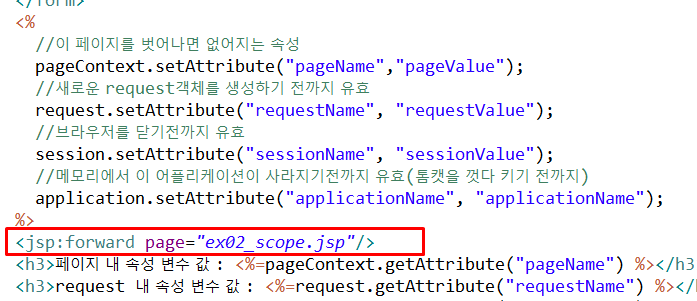 </form>
<%
//이 페이지를 벗어나면 없어지는 속성
pageContext.setAttribute("pageName","pageValue");
//새로운 request객체를 생성하기 전까지 유효
request.setAttribute("requestName", "requestValue");
//브라우저를 닫기전까지 유효
session.setAttribute("sessionName", "sessionValue");
//메모리에서 이 어플리케이션이 사라지기전까지 유효(톰캣을 껏다 키기 전까지)
application.setAttribute("applicationName", "applicationName");
%>
<jsp:forward page="ex02_scope.jsp"/>
<h3>페이지 내 속성 변수 값 : <%=pageContext.getAttribute("pageName") %></h3
<h3>request 내 속성 변수 값 : <%=request.getAttribute("requestName") %></